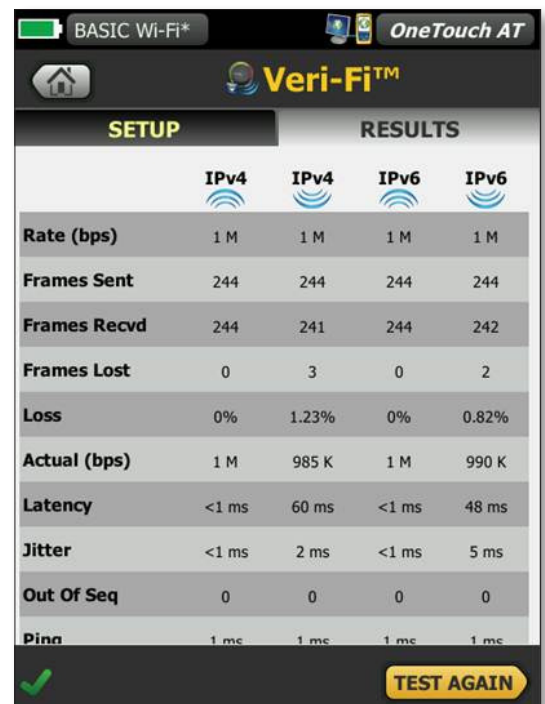 BASIC Wi-Fi* OneTouch AT
Veri-Fi™
SETUP RESULTS
IPv4 IPv4 IPv6 IPv6
Rate (bps) 1 M 1 M 1 M 1 M
Frames Sent 244 244 244 244
Frames Recvd 244 241 244 242
Frames Lost 0 3 0 2
Loss 0% 1.23% 0% 0.82%
Actual (bps) 1 M 985 K 1 M 990 K
Latency <1 ms 60 ms <1 ms 48 ms
Jitter <1 ms 2 ms <1 ms 5 ms
Out Of Seq 0 0 0 0
Ping 1 ms 1 ms 1 ms 1 ms
TEST AGAIN